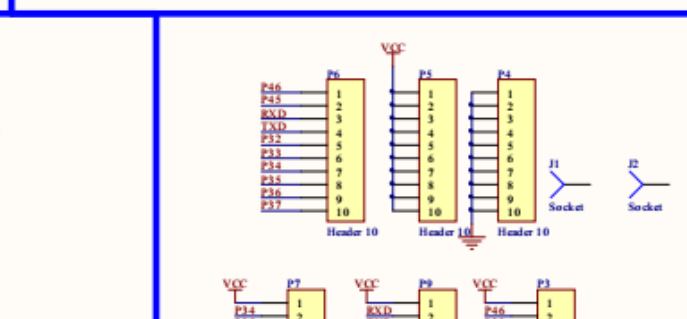 VCC
P6 P5 P4
P46 1 1 1
P45 2 2 2
RXD 3 3 3
TXD 4 4 4
P32 5 5 5
P33 6 6 6
P34 7 7 7
P35 8 8 8
P36 9 9 9
P37 10 10 10
J1 J2
Socket Socket
Header 10 Header 10 Header 10
VCC P7 VCC P9 VCC P3
1 1 1
P34 2 RXD 2 P46 2